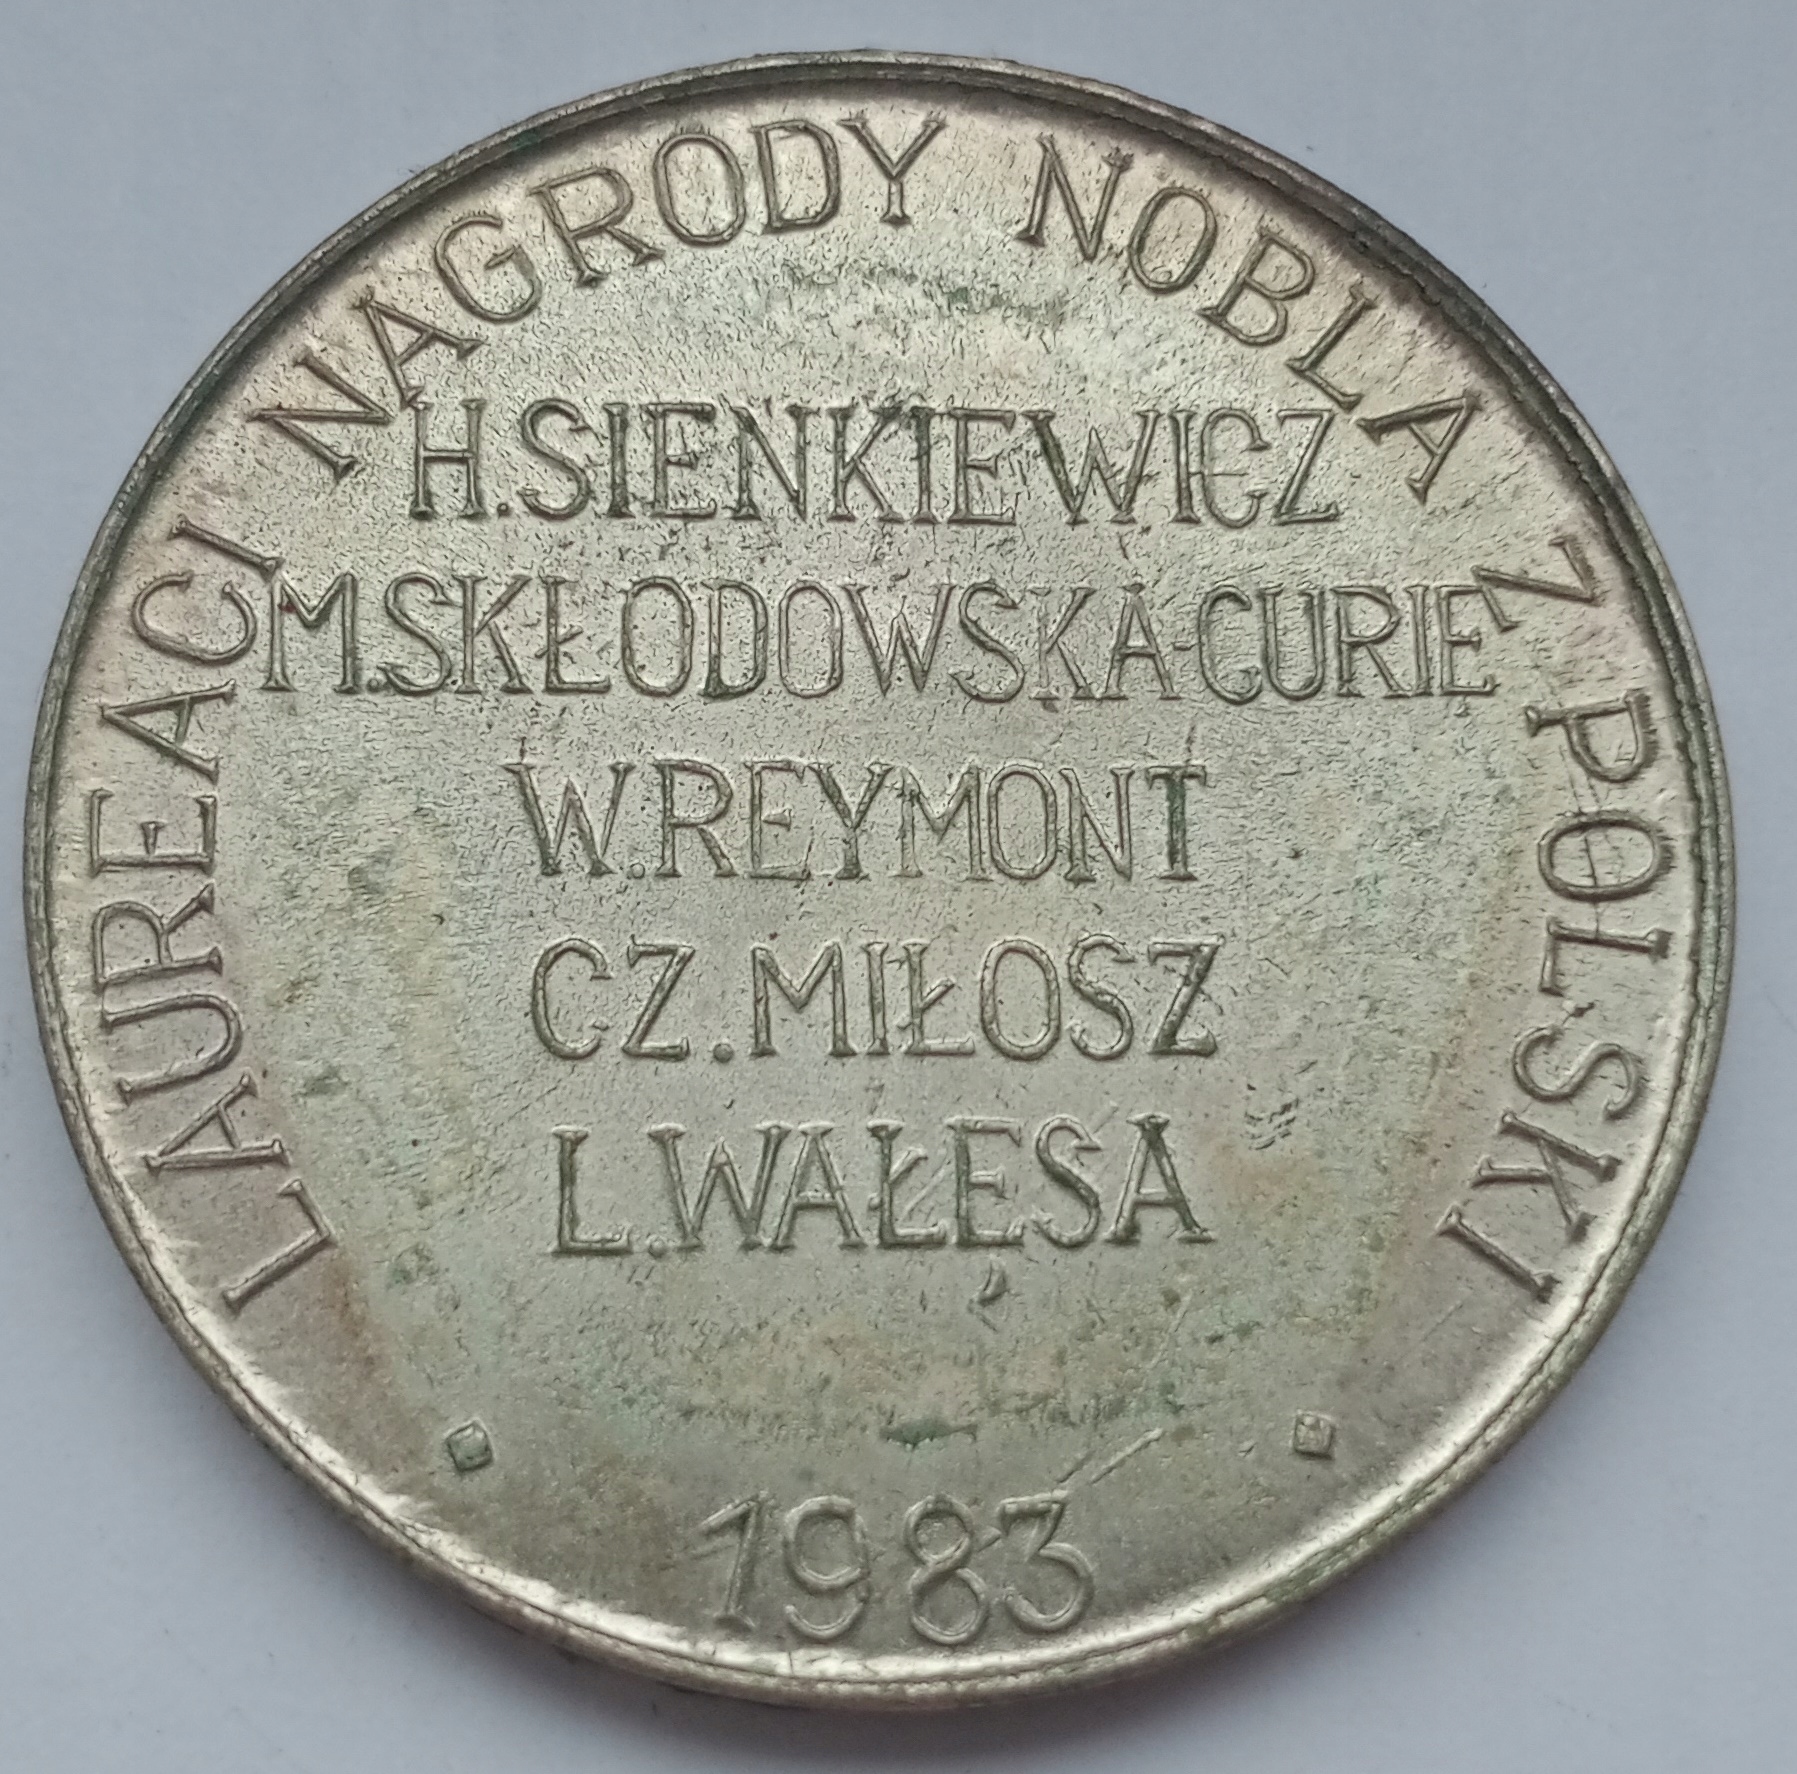 LAUREACI NAGRODY NOBLA Z POLSKI
H.SIENKIEWICZ
M.SKŁODOWSKA-CURIE
W.REYMONT
CZ.MIŁOSZ
L.WAŁĘSA
1983